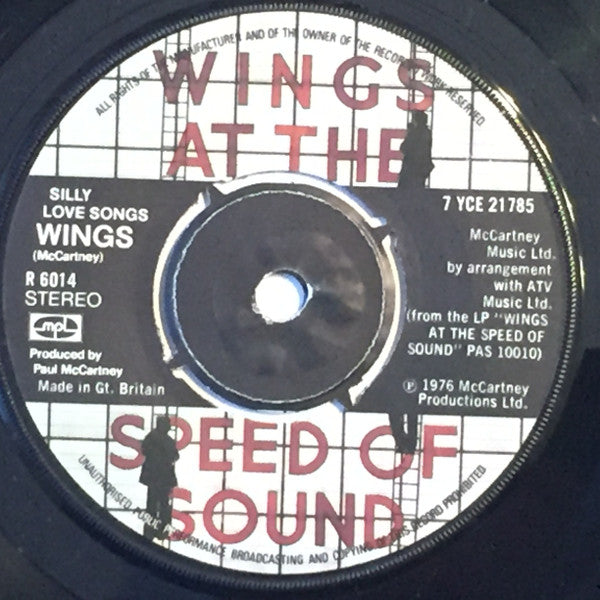 ALL RIGHTS OF THE MANUFACTURER AND OF THE OWNER OF THE RECORDED WORK RESERVED
WINGS
AT THE
SILLY
LOVE SONGS
WINGS
(McCartney)
R 6014
STEREO
mpl
Produced by
Paul McCartney
Made in Gt. Britain
7 YCE 21785
McCartney
Music Ltd.
by arrangement
with ATV
Music Ltd.
(from the LP "WINGS
AT THE SPEED OF
SOUND" PAS 10010)
℗ 1976 McCartney
Productions Ltd.
SPEED OF
SOUND
UNAUTHORISED PUBLIC PERFORMANCE BROADCASTING AND COPYING OF THIS RECORD PROHIBITED